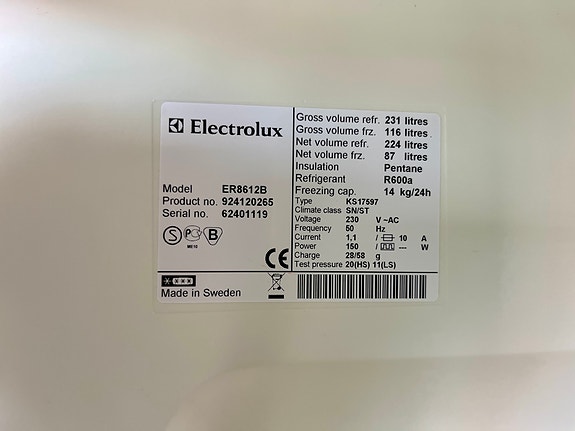 Electrolux
Model ER8612B
Product no. 924120265
Serial no. 62401119
S PC B
ME10
CE
Made in Sweden
Gross volume refr. 231 litres
Gross volume frz. 116 litres.
Net volume refr. 224 litres
Net volume frz. 87 litres
Insulation Pentane
Refrigerant R600a
Freezing cap. 14 kg/24h
Type KS17597
Climate class SN/ST
Voltage 230 V ~AC
Frequency 50 Hz
Current 1,1 / 10 A
Power 150 / --- W
Charge 28/58 g
Test pressure 20(HS) 11(LS)